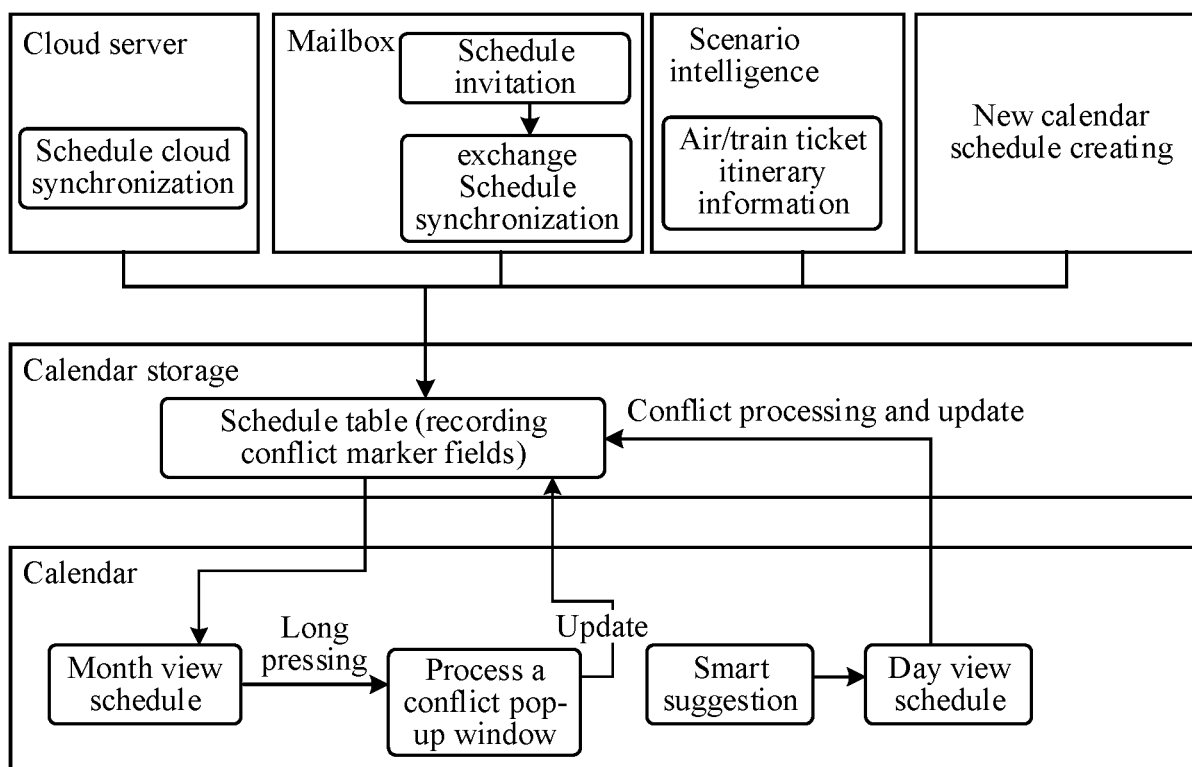 Cloud server
Schedule cloud
synchronization
Mailbox
Schedule
invitation
exchange
Schedule
synchronization
Scenario
intelligence
Air/train ticket
itinerary
information
New calendar
schedule creating
Calendar storage
Schedule table (recording
conflict marker fields)
Conflict processing and update
Calendar
Month view
schedule
Long
pressing
Process a
conflict pop-
up window
Update
Smart
suggestion
Day view
schedule